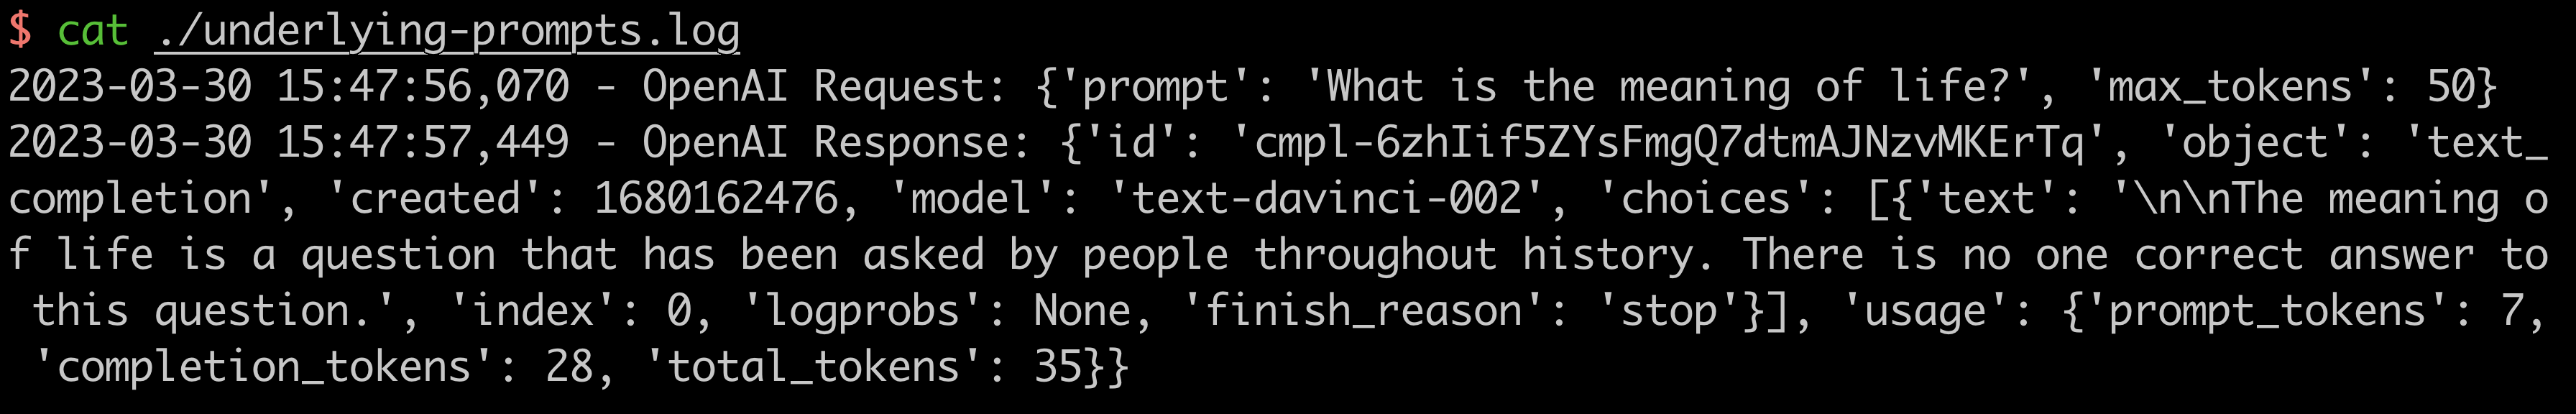 $ cat ./underlying-prompts.log
2023-03-30 15:47:56,070 - OpenAI Request: {'prompt': 'What is the meaning of life?', 'max_tokens': 50}
2023-03-30 15:47:57,449 - OpenAI Response: {'id': 'cmpl-6zhIif5ZYsFmgQ7dtmAJNzvMKErTq', 'object': 'text_
completion', 'created': 1680162476, 'model': 'text-davinci-002', 'choices': [{'text': '\n\nThe meaning o
f life is a question that has been asked by people throughout history. There is no one correct answer to
 this question.', 'index': 0, 'logprobs': None, 'finish_reason': 'stop'}], 'usage': {'prompt_tokens': 7,
 'completion_tokens': 28, 'total_tokens': 35}}